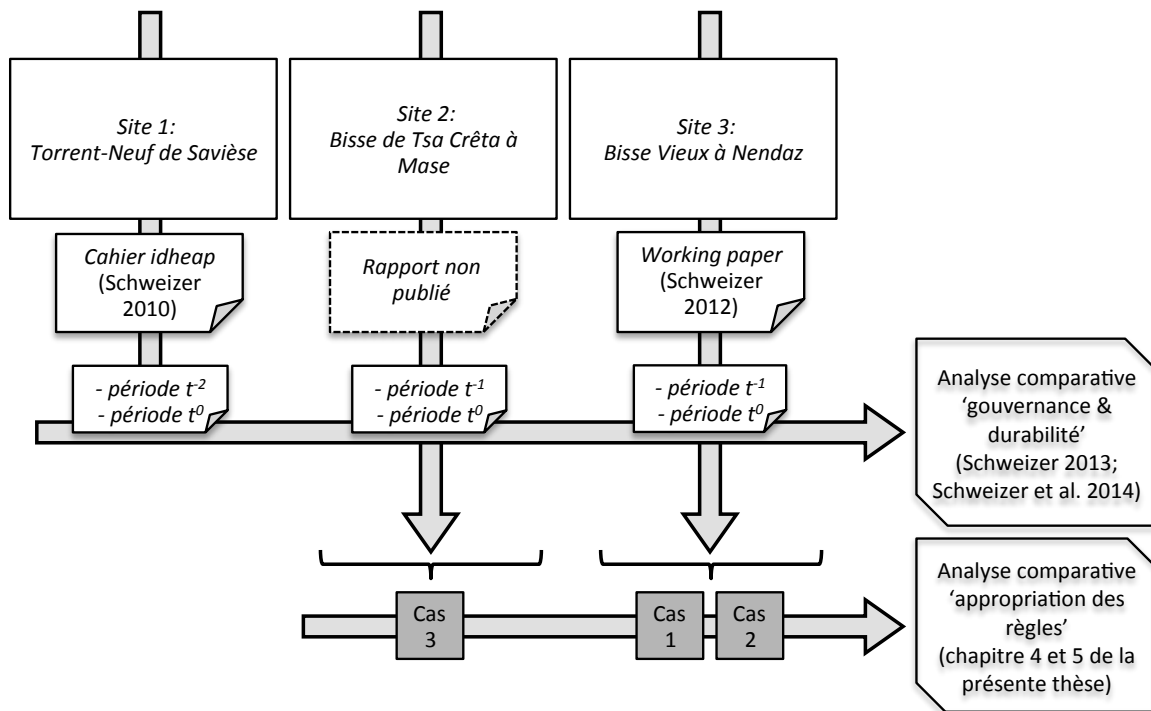 Site 1:
Torrent-Neuf de Savièse
Site 2:
Bisse de Tsa Crêta à
Mase
Site 3:
Bisse Vieux à Nendaz
Cahier idheap
(Schweizer
2010)
Rapport non
publié
Working paper
(Schweizer
2012)
- période t⁻²
- période t⁰
- période t⁻¹
- période t⁰
- période t⁻¹
- période t⁰
Analyse comparative
‘gouvernance &
durabilité’
(Schweizer 2013;
Schweizer et al. 2014)
Cas
3
Cas
1
Cas
2
Analyse comparative
‘appropriation des
règles’
(chapitre 4 et 5 de la
présente thèse)